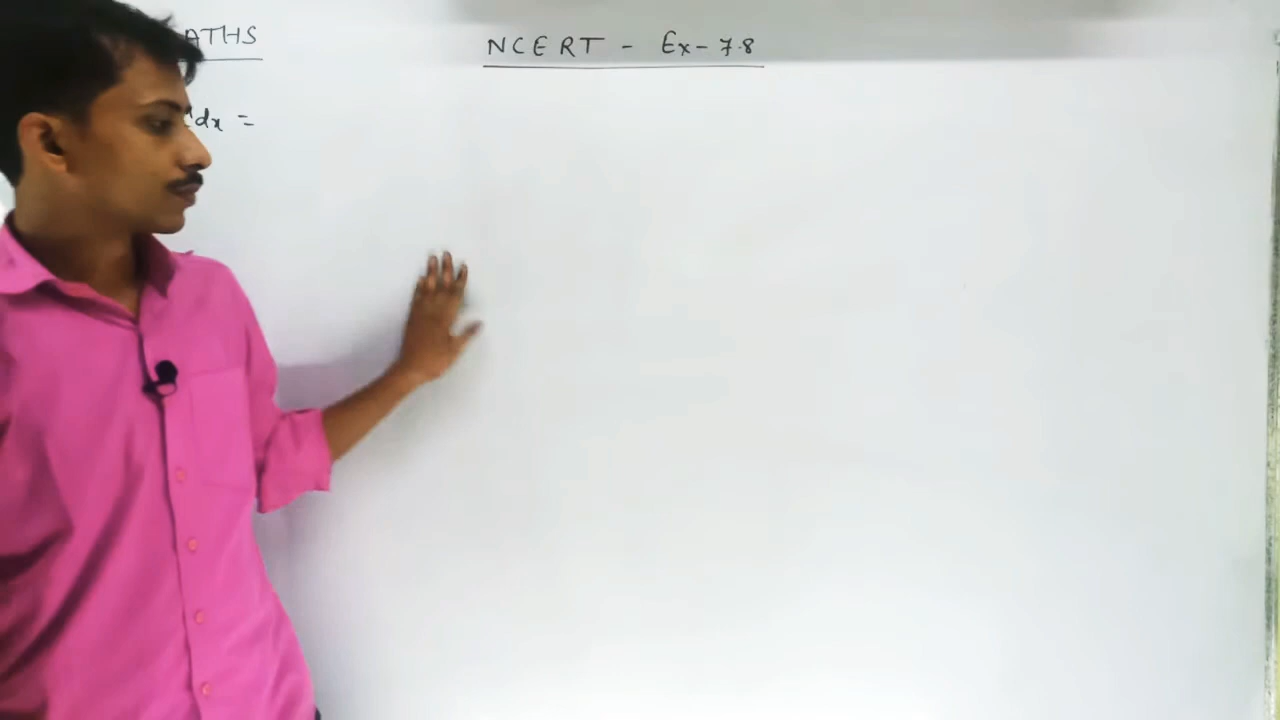 ATHS
NCERT - Ex-7.8
dx =